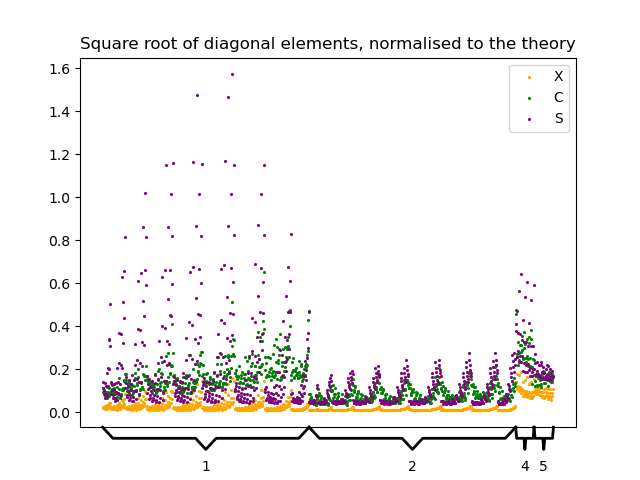 Square root of diagonal elements, normalised to the theory
1.6
1.4
1.2
1.0
0.8
0.6
0.4
0.2
0.0
X
C
S
1 2 4 5